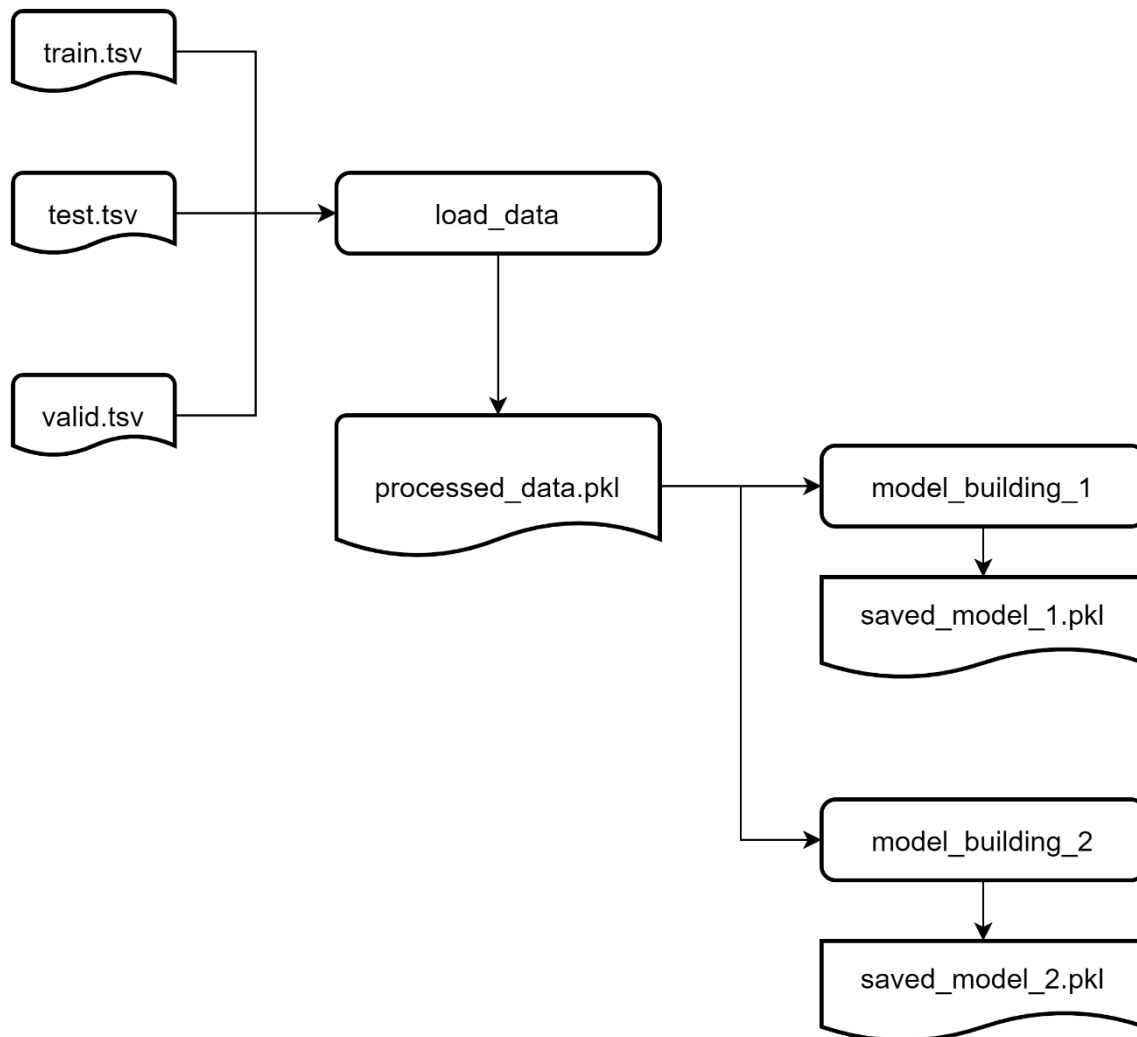 train.tsv
test.tsv
load_data
valid.tsv
processed_data.pkl
model_building_1
saved_model_1.pkl
model_building_2
saved_model_2.pkl